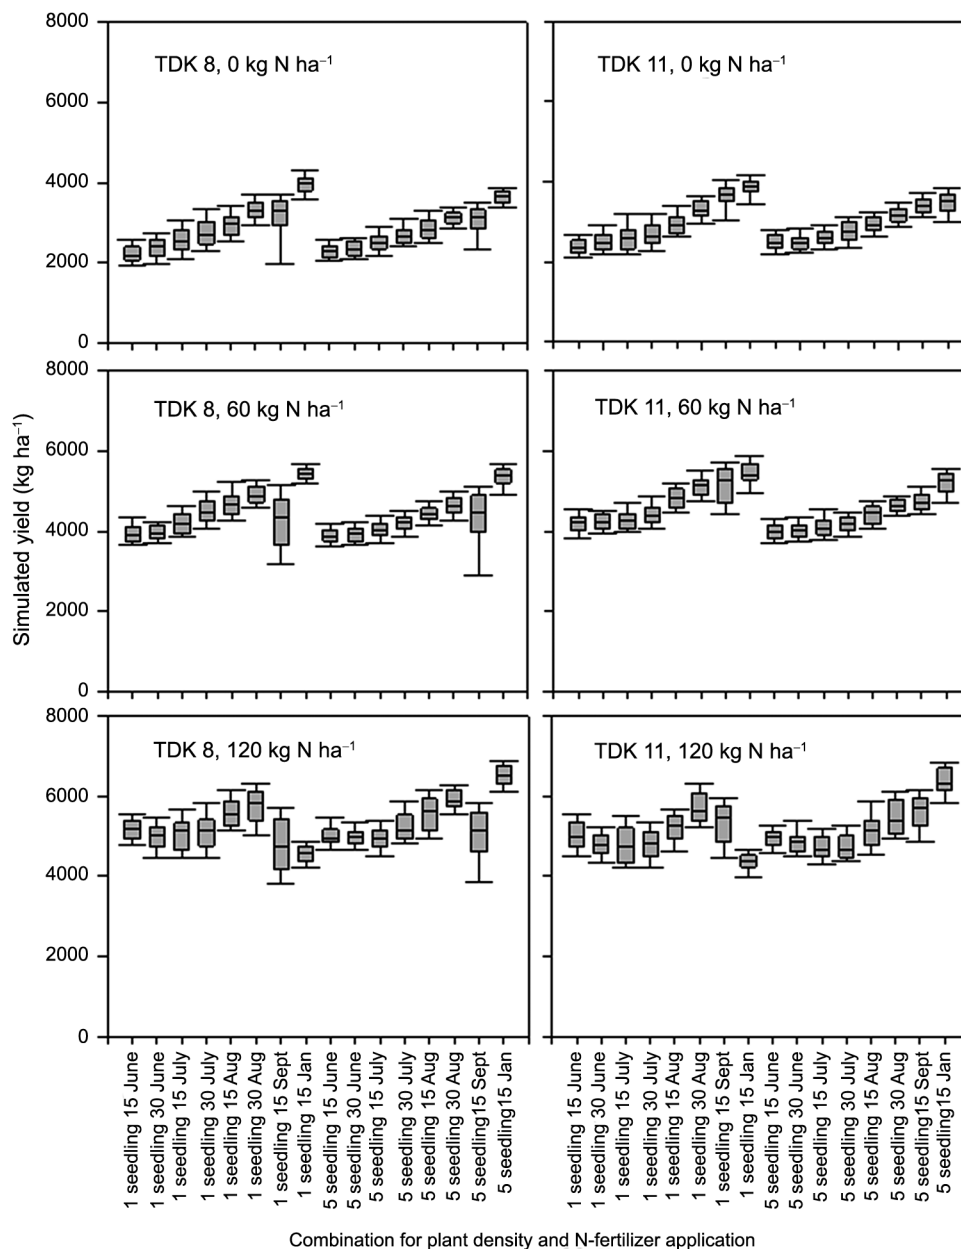 8000
6000
4000
2000
0
TDK 8, 0 kg N ha⁻¹
TDK 11, 0 kg N ha⁻¹
8000
6000
4000
2000
0
TDK 8, 60 kg N ha⁻¹
TDK 11, 60 kg N ha⁻¹
Simulated yield (kg ha⁻¹)
8000
6000
4000
2000
0
TDK 8, 120 kg N ha⁻¹
TDK 11, 120 kg N ha⁻¹
1 seedling 15 June
1 seedling 30 June
1 seedling 15 July
1 seedling 30 July
1 seedling 15 Aug
1 seedling 30 Aug
1 seedling 15 Sept
1 seedling 15 Jan
5 seedling 15 June
5 seedling 30 June
5 seedling 15 July
5 seedling 30 July
5 seedling 15 Aug
5 seedling 30 Aug
5 seedling15 Sept
5 seedling15 Jan
1 seedling 15 June
1 seedling 30 June
1 seedling 15 July
1 seedling 30 July
1 seedling 15 Aug
1 seedling 30 Aug
1 seedling 15 Sept
1 seedling 15 Jan
5 seedling 15 June
5 seedling 30 June
5 seedling 15 July
5 seedling 30 July
5 seedling 15 Aug
5 seedling 30 Aug
5 seedling 15 Sept
5 seedling 15 Jan
Combination for plant density and N-fertilizer application